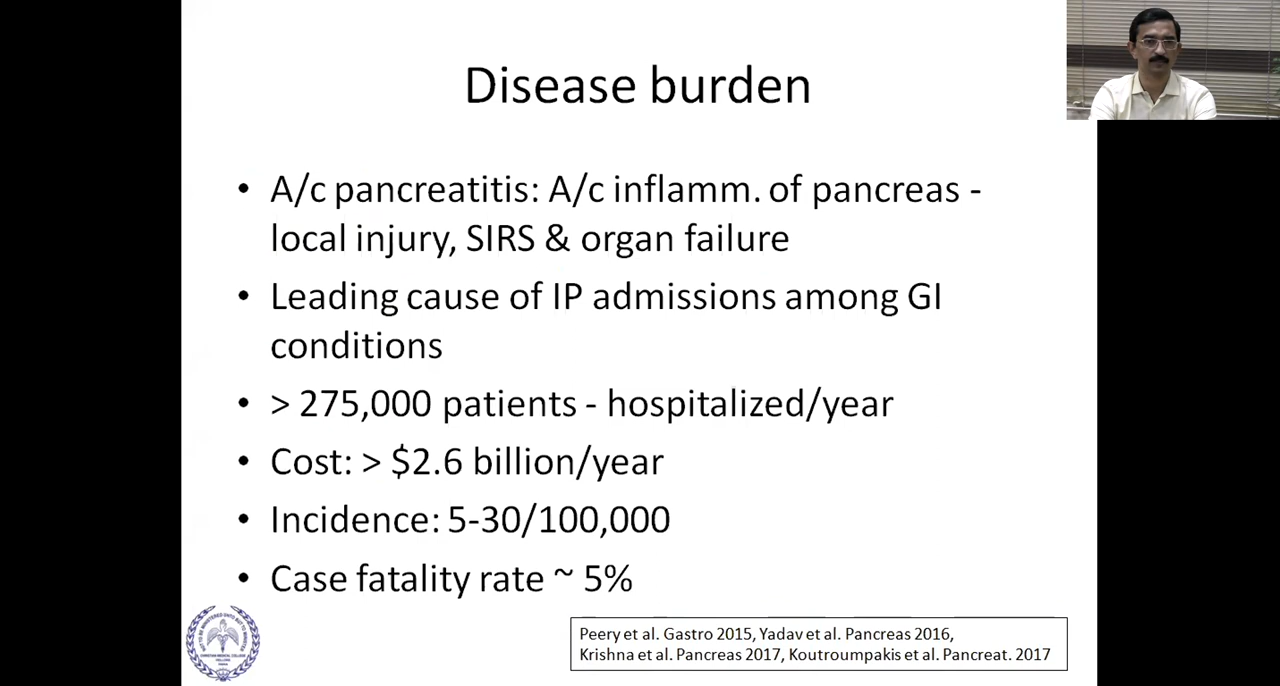 Disease burden
• A/c pancreatitis: A/c inflamm. of pancreas -
local injury, SIRS & organ failure
• Leading cause of IP admissions among GI
conditions
• > 275,000 patients - hospitalized/year
• Cost: > $2.6 billion/year
• Incidence: 5-30/100,000
• Case fatality rate ~ 5%
Peery et al. Gastro 2015, Yadav et al. Pancreas 2016,
Krishna et al. Pancreas 2017, Koutroumpakis et al. Pancreat. 2017
CHRISTIAN MEDICAL COLLEGE